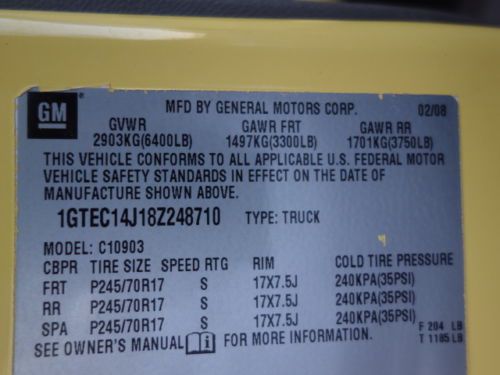 GM
MFD BY GENERAL MOTORS CORP. 02/08
GVWR GAWR FRT GAWR RR
2903KG(6400LB) 1497KG(3300LB) 1701KG(3750LB)
THIS VEHICLE CONFORMS TO ALL APPLICABLE U.S. FEDERAL MOTOR
VEHICLE SAFETY STANDARDS IN EFFECT ON THE DATE OF
MANUFACTURE SHOWN ABOVE.
1GTEC14J18Z248710 TYPE: TRUCK
MODEL: C10903
CBPR TIRE SIZE SPEED RTG RIM COLD TIRE PRESSURE
FRT P245/70R17 S 17X7.5J 240KPA(35PSI)
RR P245/70R17 S 17X7.5J 240KPA(35PSI)
SPA P245/70R17 S 17X7.5J 240KPA(35PSI)
SEE OWNER'S MANUAL FOR MORE INFORMATION. F 204 LB
T 1185 LB